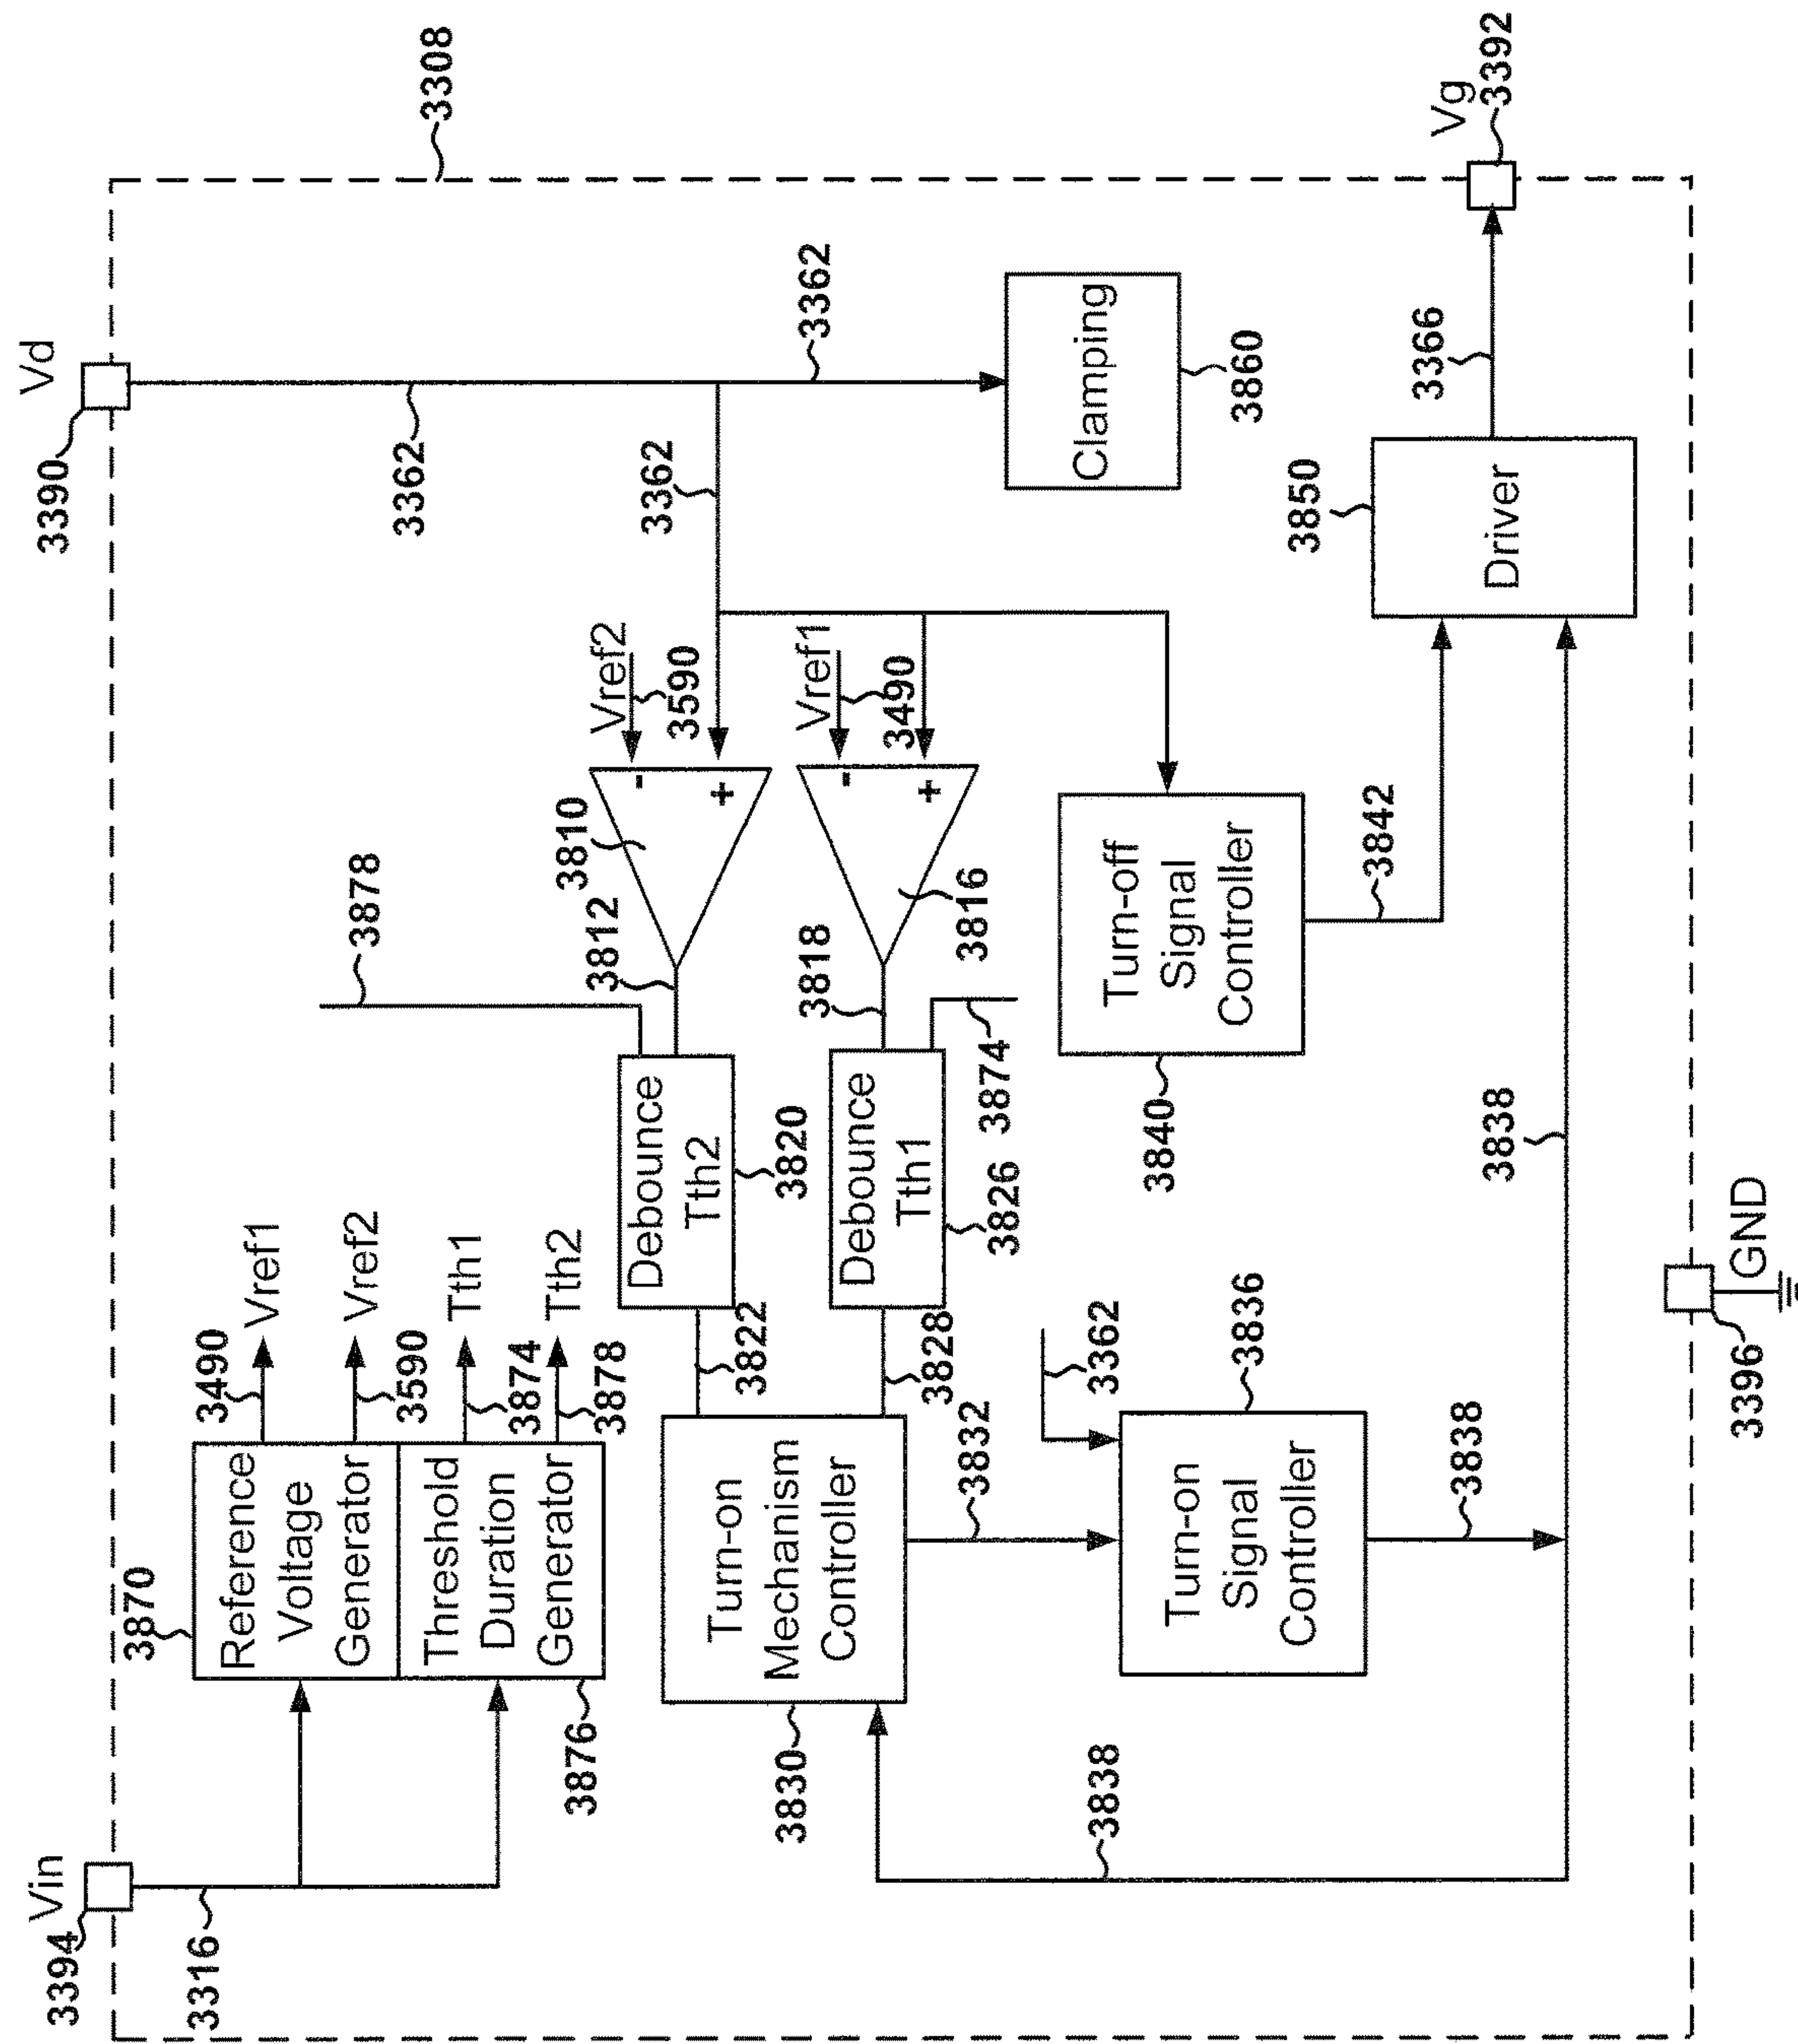 3308
Vd
3390
3362
3362
3362
Clamping
3860
Vg
3392
3366
3850
Driver
Vref2
3590
-
+
3810
3812
3878
Vref1
3490
-
+
3816
3818
3874
Debounce
Tth2
3820
3822
Debounce
Tth1
3826
3828
Turn-off
Signal
Controller
3840
3842
3838
Vin
3394
3316
3870
Reference
Voltage
Generator
3490
Vref1
3590
Vref2
Threshold
Duration
Generator
3876
3874
Tth1
3878
Tth2
Turn-on
Mechanism
Controller
3830
3832
3362
3836
Turn-on
Signal
Controller
3838
3838
3396
GND